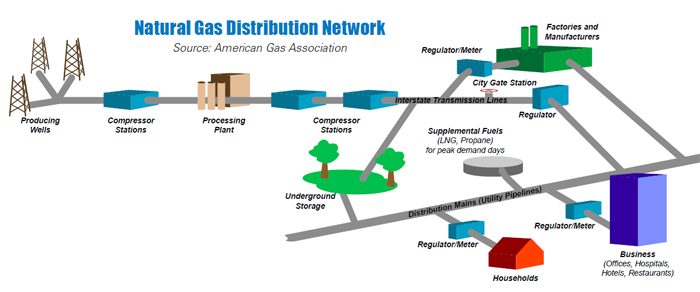 Natural Gas Distribution Network
Source: American Gas Association
Factories and
Manufacturers
Regulator/Meter
City Gate Station
Interstate Transmission Lines
Producing
Wells
Compressor
Stations
Processing
Plant
Compressor
Stations
Regulator
Supplemental Fuels
(LNG, Propane)
for peak demand days
Underground
Storage
Distribution Mains (Utility Pipelines)
Regulator/Meter
Regulator/Meter
Households
Business
(Offices, Hospitals,
Hotels, Restaurants)